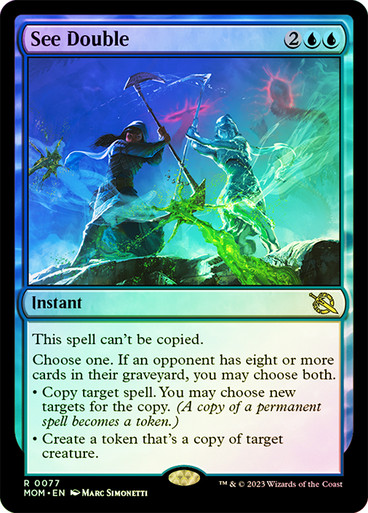 See Double
2
Instant
This spell can't be copied.
Choose one. If an opponent has eight or more
cards in their graveyard, you may choose both.
• Copy target spell. You may choose new
targets for the copy. (A copy of a permanent
spell becomes a token.)
• Create a token that's a copy of target
creature.
R 0077
MOM • EN Marc Simonetti
™ & © 2023 Wizards of the Coast